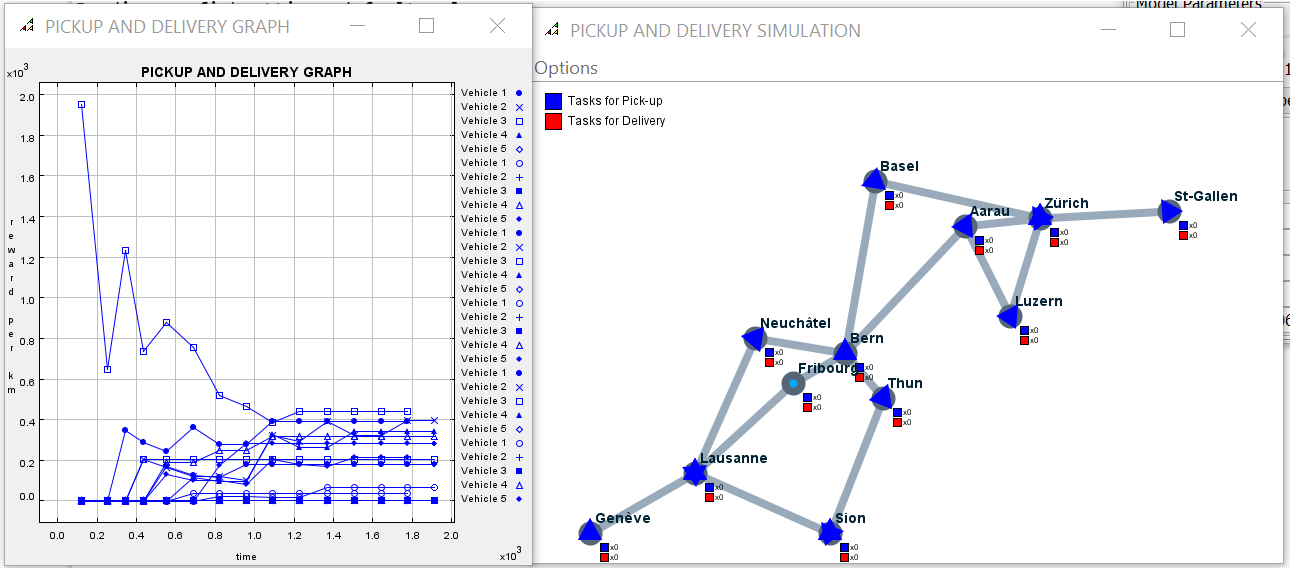 Model Parameters
PICKUP AND DELIVERY GRAPH
PICKUP AND DELIVERY GRAPH
x10³
2.0
1.8
1.6
1.4
1.2
1.0
0.8
0.6
0.4
0.2
0.0
reward per km
0.0 0.2 0.4 0.6 0.8 1.0 1.2 1.4 1.6 1.8 2.0
time
x10³
Vehicle 1
Vehicle 2
Vehicle 3
Vehicle 4
Vehicle 5
Vehicle 1
Vehicle 2
Vehicle 3
Vehicle 4
Vehicle 5
Vehicle 1
Vehicle 2
Vehicle 3
Vehicle 4
Vehicle 5
Vehicle 1
Vehicle 2
Vehicle 3
Vehicle 4
Vehicle 5
Vehicle 1
Vehicle 2
Vehicle 3
Vehicle 4
Vehicle 5
Vehicle 1
Vehicle 2
Vehicle 3
Vehicle 4
Vehicle 5
PICKUP AND DELIVERY SIMULATION
Options
Tasks for Pick-up
Tasks for Delivery
Basel
x0
x0
St-Gallen
x0
x0
Zürich
x0
x0
Aarau
x0
x0
Luzern
x0
x0
Neuchâtel
x0
x0
Bern
x0
x0
Fribourg
x0
x0
Thun
x0
x0
Lausanne
x0
x0
Genève
x0
x0
Sion
x0
x0